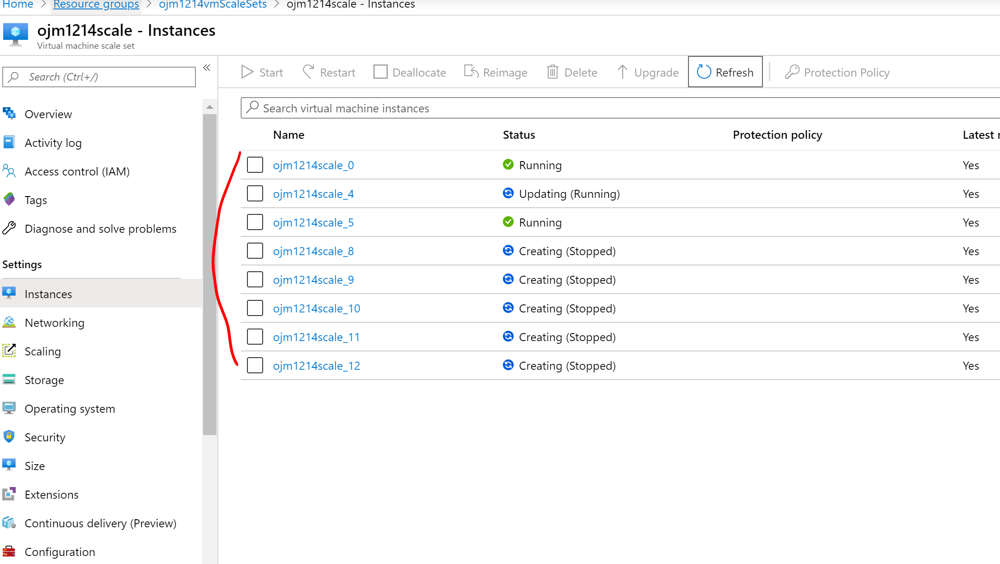 Home > Resource groups > ojm1214vmScaleSets > ojm1214scale - Instances
ojm1214scale - Instances
Virtual machine scale set
Search (Ctrl+/)
«
Overview
Activity log
Access control (IAM)
Tags
Diagnose and solve problems
Settings
Instances
Networking
Scaling
Storage
Operating system
Security
Size
Extensions
Continuous delivery (Preview)
Configuration
Start Restart Deallocate Reimage Delete Upgrade Refresh Protection Policy
Search virtual machine instances
Name Status Protection policy Latest
ojm1214scale_0 Running Yes
ojm1214scale_4 Updating (Running) Yes
ojm1214scale_5 Running Yes
ojm1214scale_8 Creating (Stopped) Yes
ojm1214scale_9 Creating (Stopped) Yes
ojm1214scale_10 Creating (Stopped) Yes
ojm1214scale_11 Creating (Stopped) Yes
ojm1214scale_12 Creating (Stopped) Yes